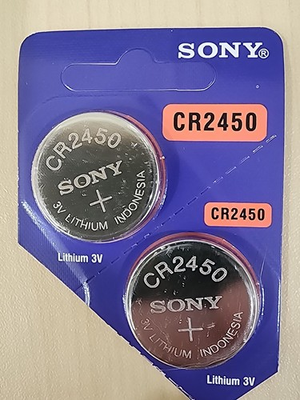 SONY®
CR2450
CR2450
SONY
+
3V LITHIUM INDONESIA
Lithium 3V
CR2450
CR2450
SONY
+
3V LITHIUM INDONESIA
Lithium 3V